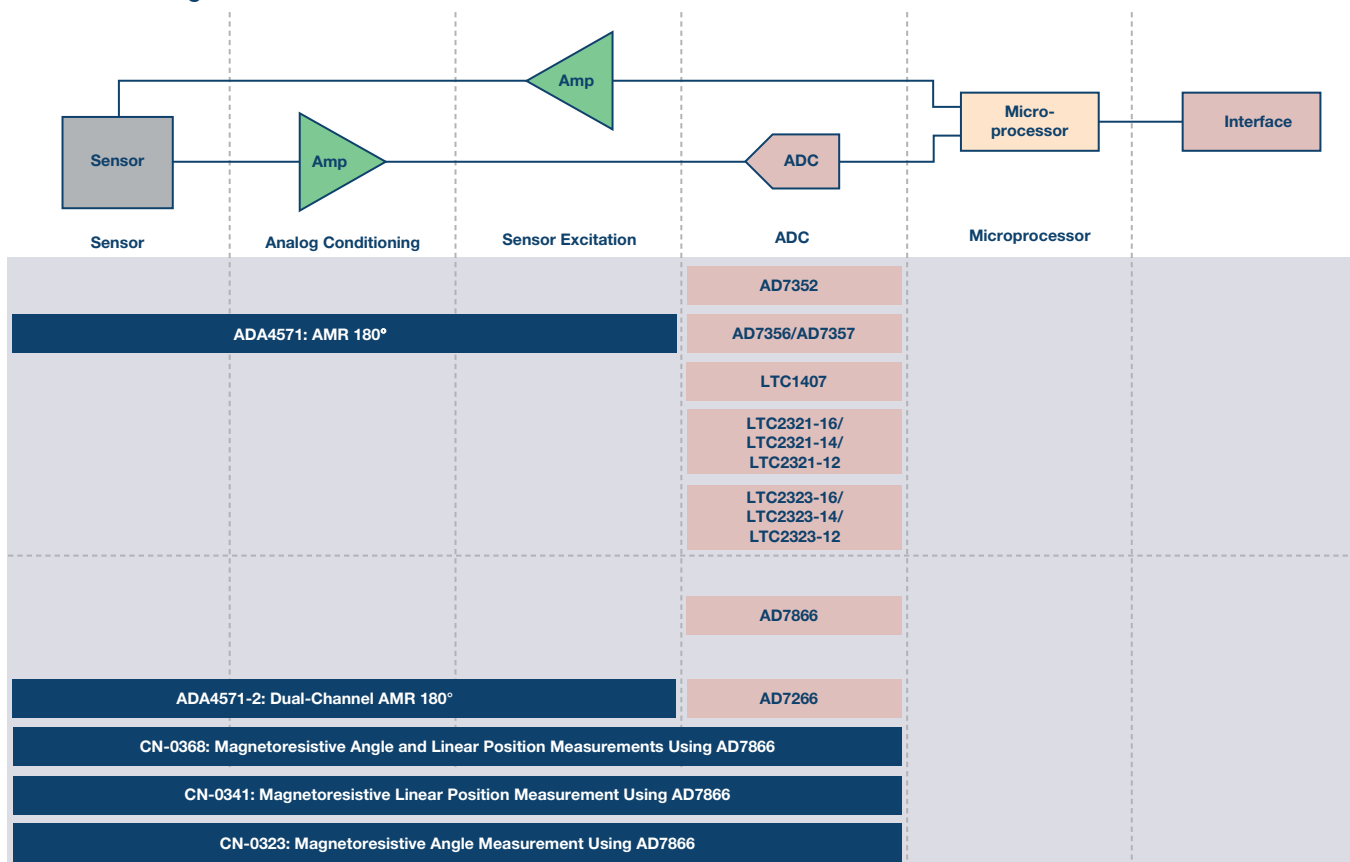 Amp
Micro-
processor
Interface
Sensor
Amp
ADC
Sensor
Analog Conditioning
Sensor Excitation
ADC
Microprocessor
AD7352
ADA4571: AMR 180°
AD7356/AD7357
LTC1407
LTC2321-16/
LTC2321-14/
LTC2321-12
LTC2323-16/
LTC2323-14/
LTC2323-12
AD7866
ADA4571-2: Dual-Channel AMR 180°
AD7266
CN-0368: Magnetoresistive Angle and Linear Position Measurements Using AD7866
CN-0341: Magnetoresistive Linear Position Measurement Using AD7866
CN-0323: Magnetoresistive Angle Measurement Using AD7866